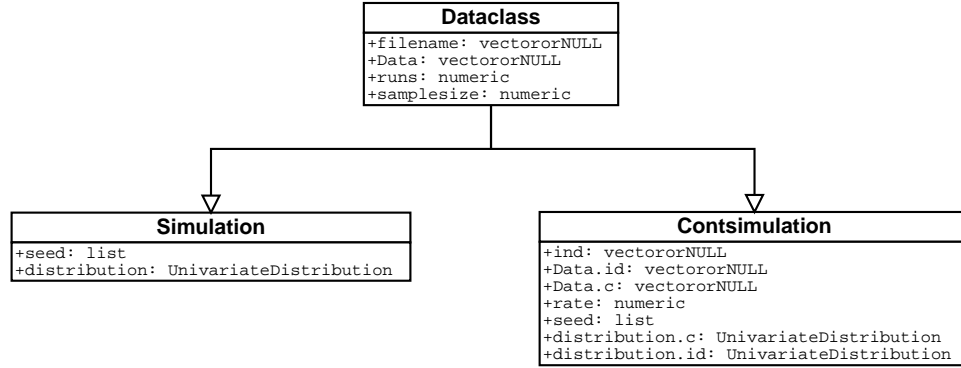 Dataclass
+filename: vectororNULL
+Data: vectororNULL
+runs: numeric
+samplesize: numeric
Simulation
+seed: list
+distribution: UnivariateDistribution
Contsimulation
+ind: vectororNULL
+Data.id: vectororNULL
+Data.c: vectororNULL
+rate: numeric
+seed: list
+distribution.c: UnivariateDistribution
+distribution.id: UnivariateDistribution